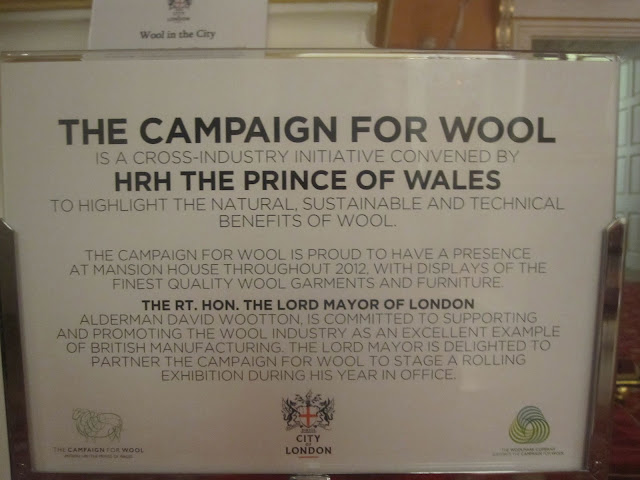 CITY
LONDON
Wool in the City
THE CAMPAIGN FOR WOOL
IS A CROSS-INDUSTRY INITIATIVE CONVENED BY
HRH THE PRINCE OF WALES
TO HIGHLIGHT THE NATURAL, SUSTAINABLE AND TECHNICAL
BENEFITS OF WOOL.
THE CAMPAIGN FOR WOOL IS PROUD TO HAVE A PRESENCE
AT MANSION HOUSE THROUGHOUT 2012, WITH DISPLAYS OF THE
FINEST QUALITY WOOL GARMENTS AND FURNITURE.
THE RT. HON. THE LORD MAYOR OF LONDON
ALDERMAN DAVID WOOTTON, IS COMMITTED TO SUPPORTING
AND PROMOTING THE WOOL INDUSTRY AS AN EXCELLENT EXAMPLE
OF BRITISH MANUFACTURING. THE LORD MAYOR IS DELIGHTED TO
PARTNER THE CAMPAIGN FOR WOOL TO STAGE A ROLLING
EXHIBITION DURING HIS YEAR IN OFFICE.
THE CAMPAIGN FOR WOOL
CITY
OF
LONDON